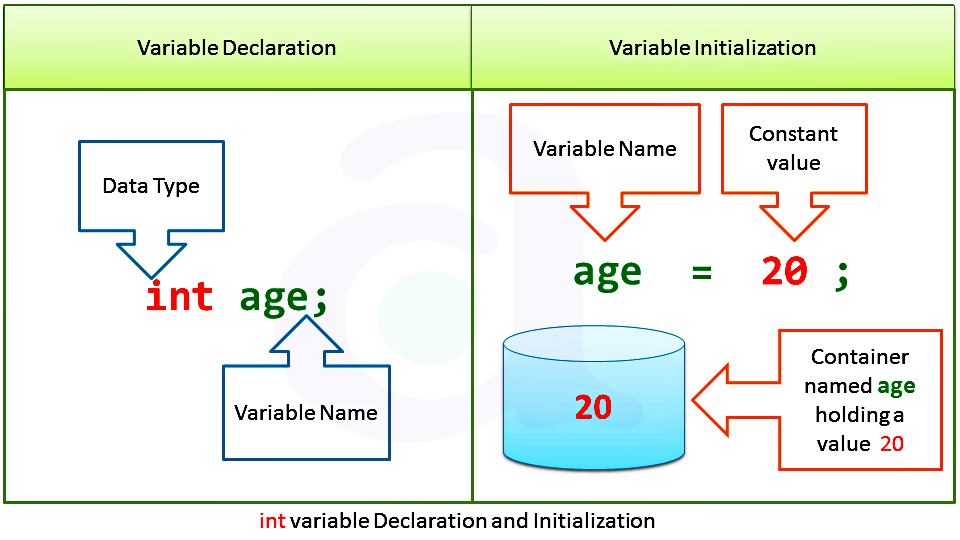 Variable Declaration
Variable Initialization
Data Type
int age;
Variable Name
Variable Name
Constant
value
age = 20 ;
20
Container
named age
holding a
value 20
int variable Declaration and Initialization